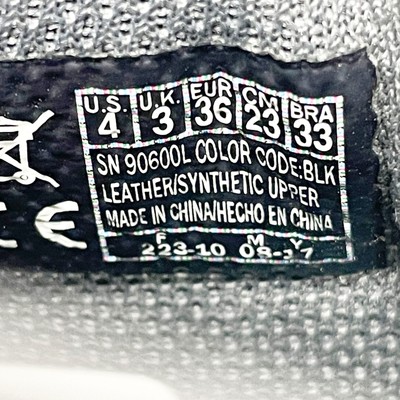 U.S. U.K. EUR CM BRA
4 3 36 23 33
SN 90600L COLOR CODE:BLK
LEATHER/SYNTHETIC UPPER
MADE IN CHINA/HECHO EN CHINA
F M Y
223-10 08-17
CE